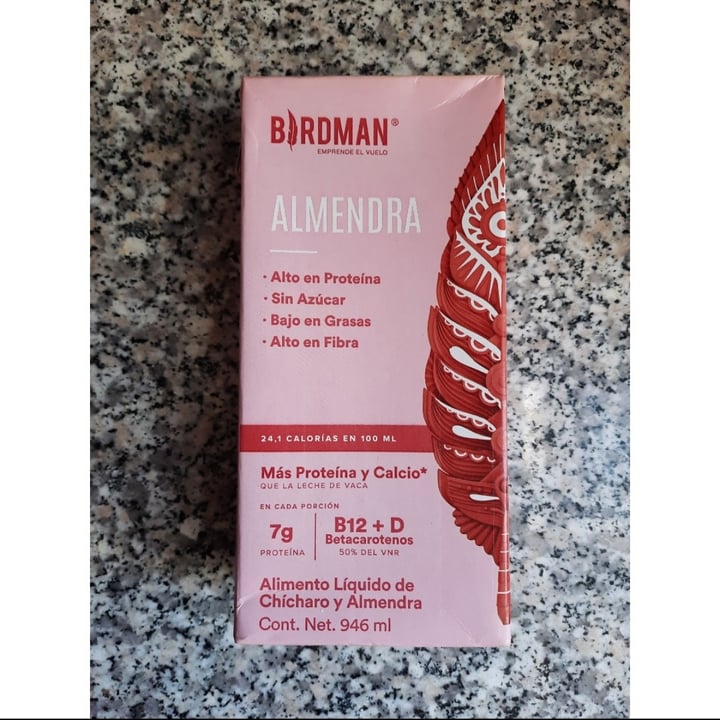 BIRDMAN®
EMPRENDE EL VUELO
ALMENDRA
· Alto en Proteína
· Sin Azúcar
· Bajo en Grasas
· Alto en Fibra
24,1 CALORÍAS EN 100 ML
Más Proteína y Calcio*
QUE LA LECHE DE VACA
EN CADA PORCIÓN
7g
PROTEÍNA
B12 + D
Betacarotenos
50% DEL VNR
Alimento Líquido de
Chícharo y Almendra
Cont. Net. 946 ml